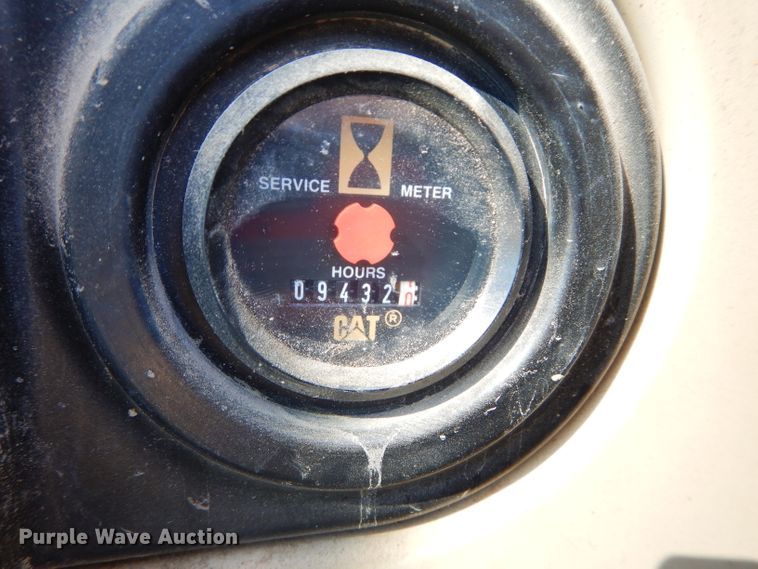 SERVICE METER
HOURS
09432
CAT®
Purple Wave Auction®